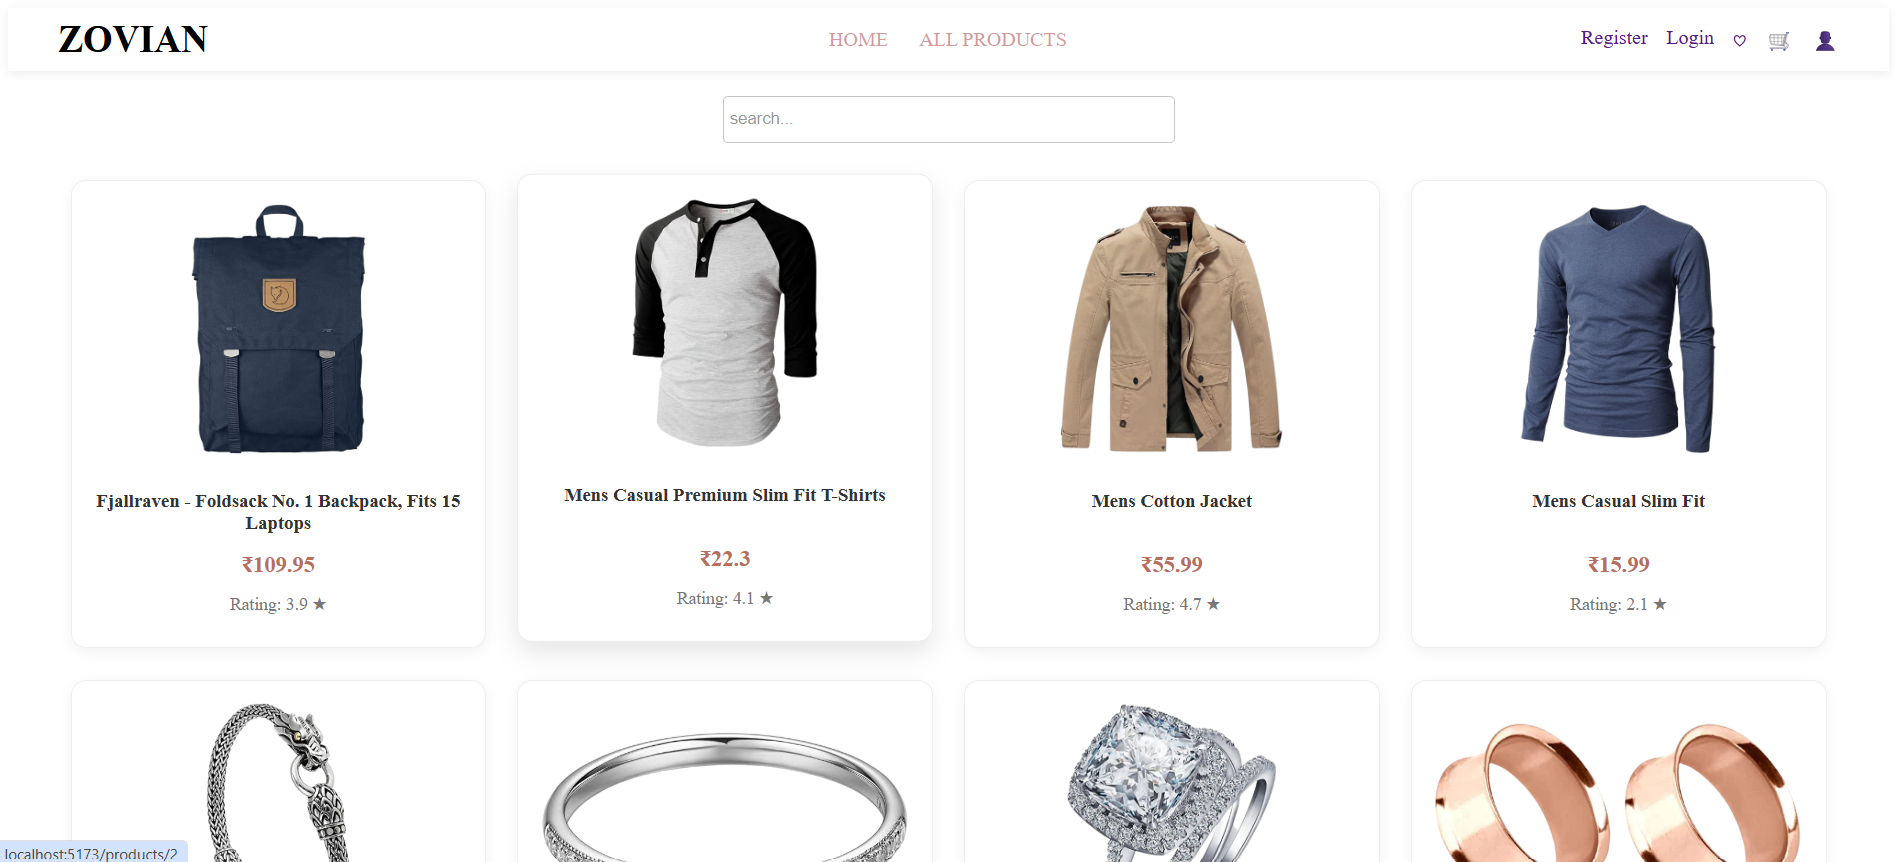 ZOVIAN
HOME ALL PRODUCTS
Register Login
search...
Fjallraven - Foldsack No. 1 Backpack, Fits 15
Laptops
₹109.95
Rating: 3.9 ★
Mens Casual Premium Slim Fit T-Shirts
₹22.3
Rating: 4.1 ★
Mens Cotton Jacket
₹55.99
Rating: 4.7 ★
Mens Casual Slim Fit
₹15.99
Rating: 2.1 ★
localhost:5173/products/2